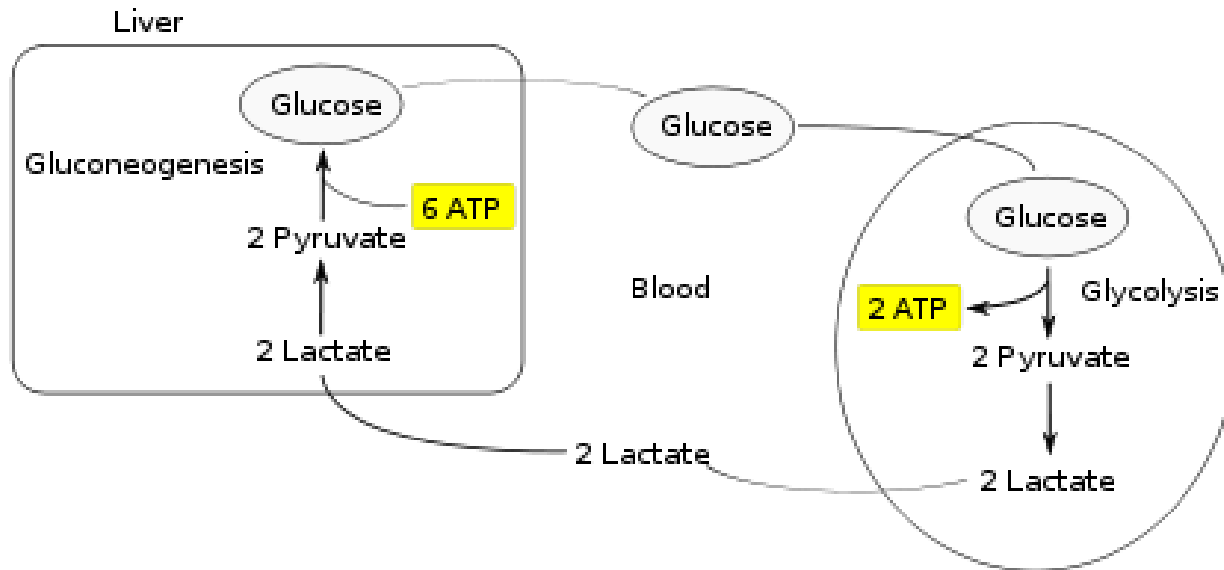 Liver
Glucose
Gluconeogenesis
6 ATP
2 Pyruvate
2 Lactate
Glucose
Blood
2 Lactate
Glucose
Glycolysis
2 ATP
2 Pyruvate
2 Lactate